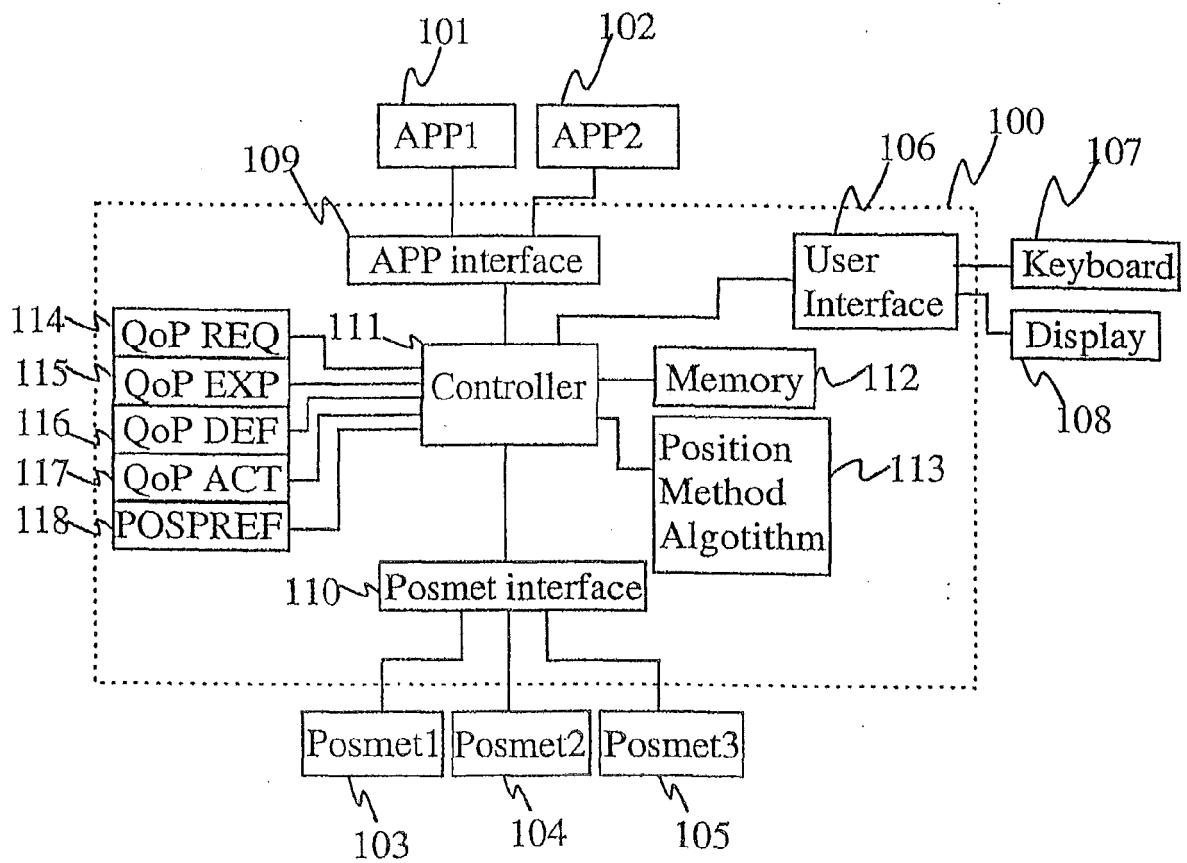 101
102
APP1
APP2
100
106
107
109
APP interface
User
Interface
Keyboard
Display
108
114
QoP REQ
111
115
QoP EXP
Controller
Memory
112
116
QoP DEF
117
QoP ACT
Position
Method
Algotithm
113
118
POSPREF
110
Posmet interface
Posmet1
Posmet2
Posmet3
103
104
105